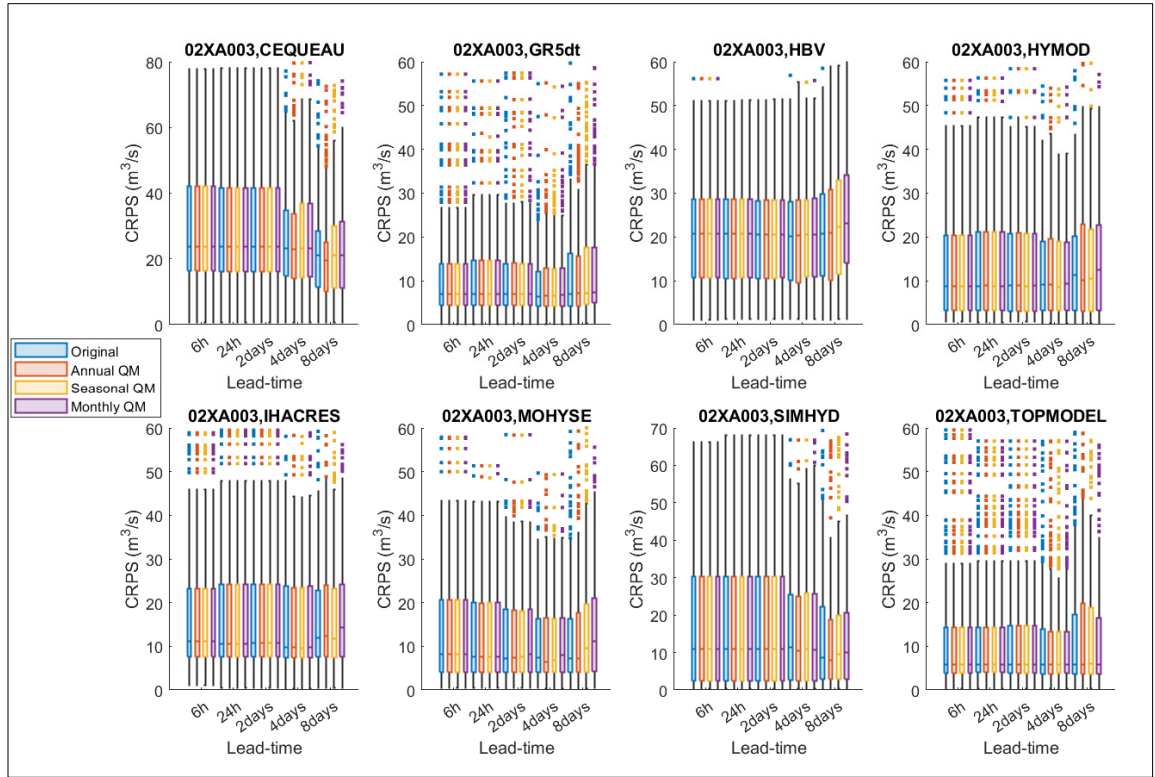 02XA003,CEQUEAU
80
60
40
20
0
CRPS (m³/s)
6h
24h
2days
4days
8days
Lead-time
02XA003,GR5dt
60
50
40
30
20
10
0
CRPS (m³/s)
6h
24h
2days
4days
8days
Lead-time
02XA003,HBV
60
50
40
30
20
10
0
CRPS (m³/s)
6h
24h
2days
4days
8days
Lead-time
02XA003,HYMOD
60
50
40
30
20
10
0
CRPS (m³/s)
6h
24h
2days
4days
8days
Lead-time
Original
Annual QM
Seasonal QM
Monthly QM
02XA003,IHACRES
60
50
40
30
20
10
0
CRPS (m³/s)
6h
24h
2days
4days
8days
Lead-time
02XA003,MOHYSE
60
50
40
30
20
10
0
CRPS (m³/s)
6h
24h
2days
4days
8days
Lead-time
02XA003,SIMHYD
70
60
50
40
30
20
10
0
CRPS (m³/s)
6h
24h
2days
4days
8days
Lead-time
02XA003,TOPMODEL
60
50
40
30
20
10
0
CRPS (m³/s)
6h
24h
2days
4days
8days
Lead-time